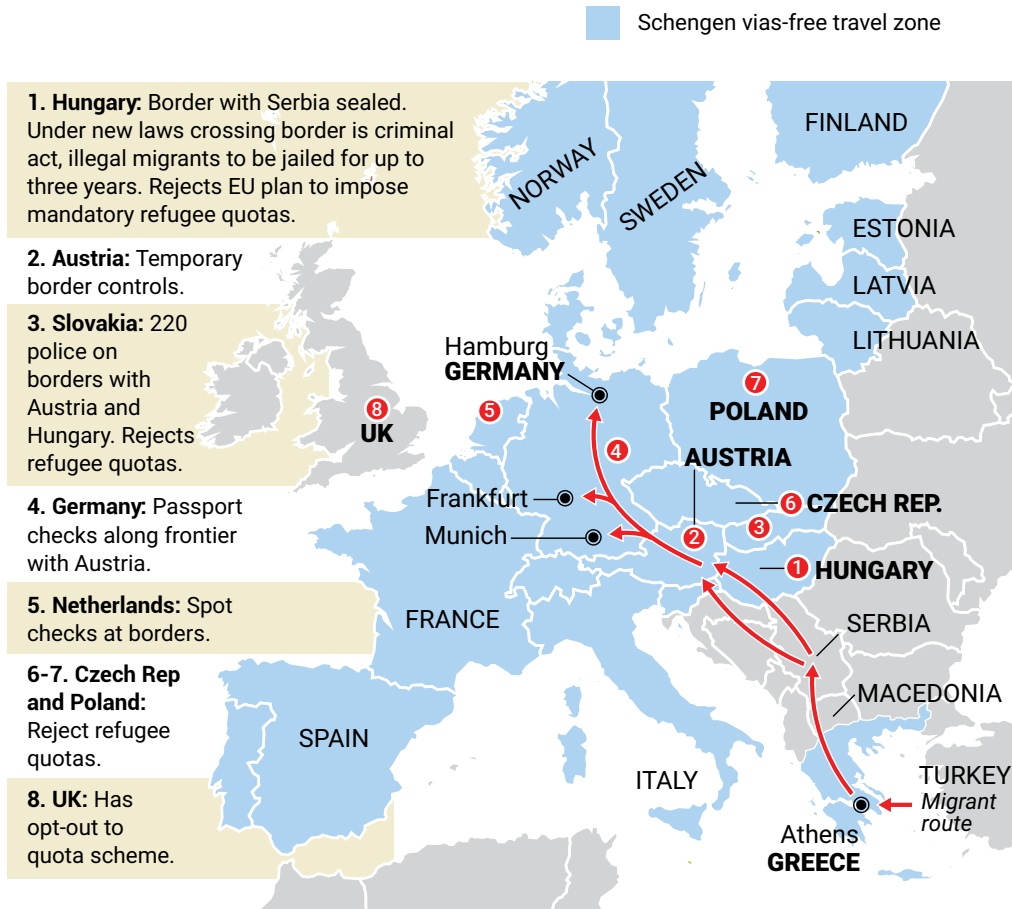 Schengen vias-free travel zone
1. Hungary: Border with Serbia sealed.
Under new laws crossing border is criminal
act, illegal migrants to be jailed for up to
three years. Rejects EU plan to impose
mandatory refugee quotas.
2. Austria: Temporary
border controls.
3. Slovakia: 220
police on
borders with
Austria and
Hungary. Rejects
refugee quotas.
4. Germany: Passport
checks along frontier
with Austria.
5. Netherlands: Spot
checks at borders.
6-7. Czech Rep
and Poland:
Reject refugee
quotas.
8. UK: Has
opt-out to
quota scheme.
NORWAY
SWEDEN
FINLAND
ESTONIA
LATVIA
LITHUANIA
Hamburg
GERMANY
7
POLAND
5
8
UK
4
AUSTRIA
Frankfurt
6 CZECH REP.
Munich
2
3
1 HUNGARY
FRANCE
SERBIA
MACEDONIA
SPAIN
ITALY
TURKEY
Migrant
route
Athens
GREECE